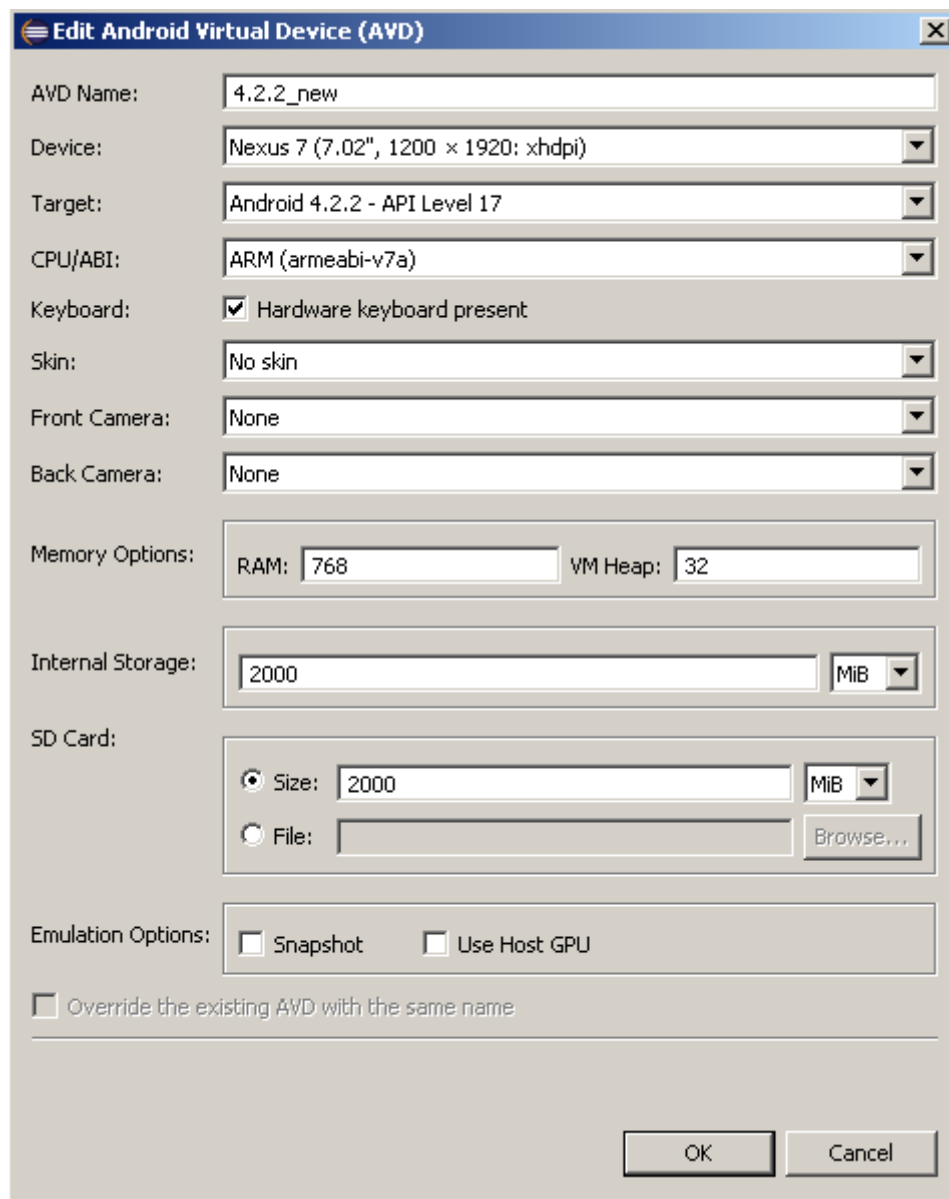 Edit Android Virtual Device (AVD)
AVD Name: 4.2.2_new
Device: Nexus 7 (7.02", 1200 × 1920: xhdpi)
Target: Android 4.2.2 - API Level 17
CPU/ABI: ARM (armeabi-v7a)
Keyboard: Hardware keyboard present
Skin: No skin
Front Camera: None
Back Camera: None
Memory Options: RAM: 768 VM Heap: 32
Internal Storage: 2000 MiB
SD Card:
Size: 2000 MiB
File: Browse...
Emulation Options: Snapshot Use Host GPU
Override the existing AVD with the same name
OK Cancel